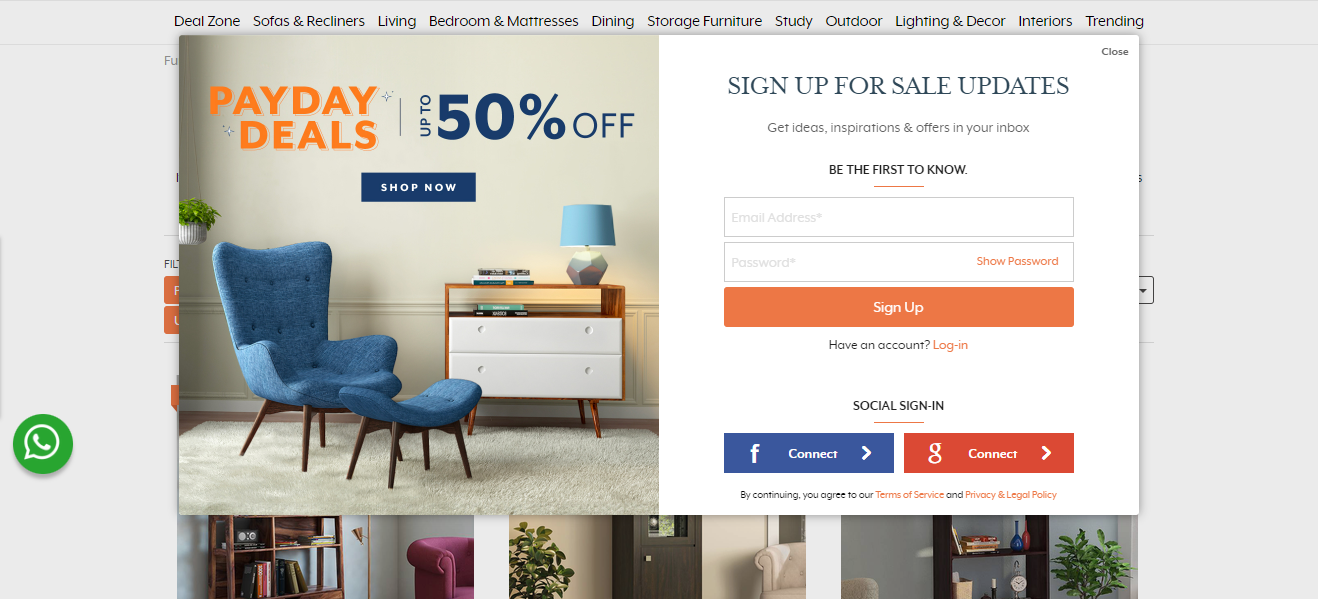 Deal Zone Sofas & Recliners Living Bedroom & Mattresses Dining Storage Furniture Study Outdoor Lighting & Decor Interiors Trending
Close
PAYDAY
DEALS
UP TO
50% OFF
SHOP NOW
SIGN UP FOR SALE UPDATES
Get ideas, inspirations & offers in your inbox
BE THE FIRST TO KNOW.
Email Address*
Password*
Show Password
Sign Up
Have an account? Log-in
SOCIAL SIGN-IN
f Connect
g Connect
By continuing, you agree to our Terms of Service and Privacy & Legal Policy